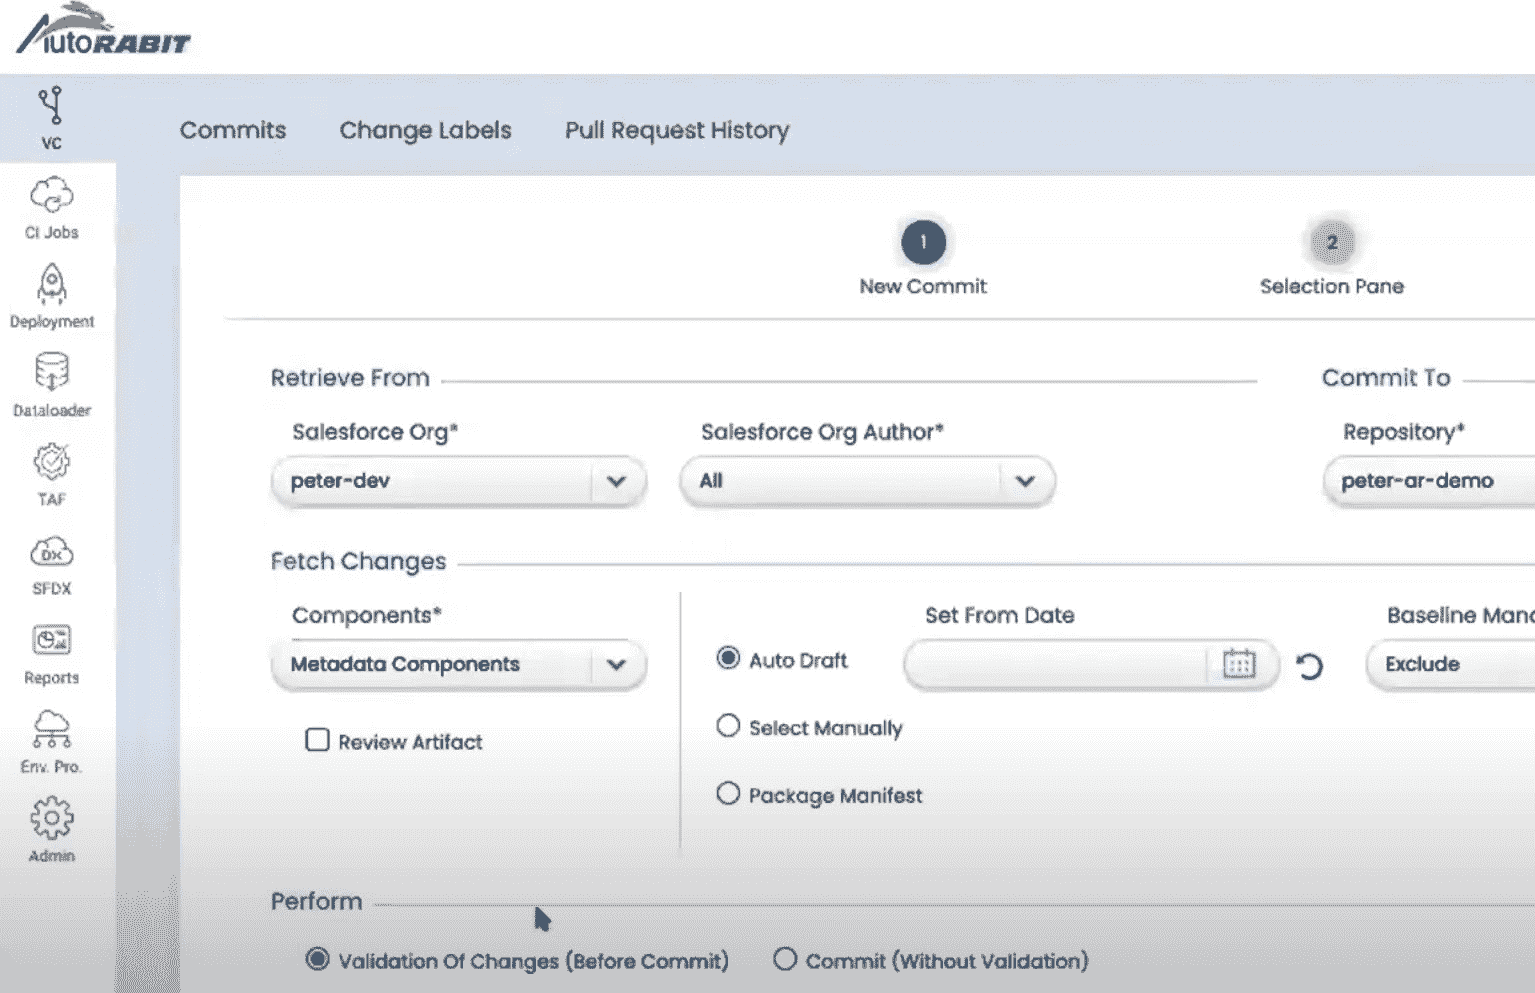 AutoRABIT
VC
CI Jobs
Deployment
Dataloader
TAF
DX
SFDX
Reports
Env. Pro.
Admin
Commits Change Labels Pull Request History
1 2
New Commit Selection Pane
Retrieve From Commit To
Salesforce Org* Salesforce Org Author* Repository*
peter-dev All peter-ar-demo
Fetch Changes
Components* Set From Date Baseline Mana
Metadata Components Auto Draft Exclude
Review Artifact Select Manually
Package Manifest
Perform
Validation Of Changes (Before Commit) Commit (Without Validation)